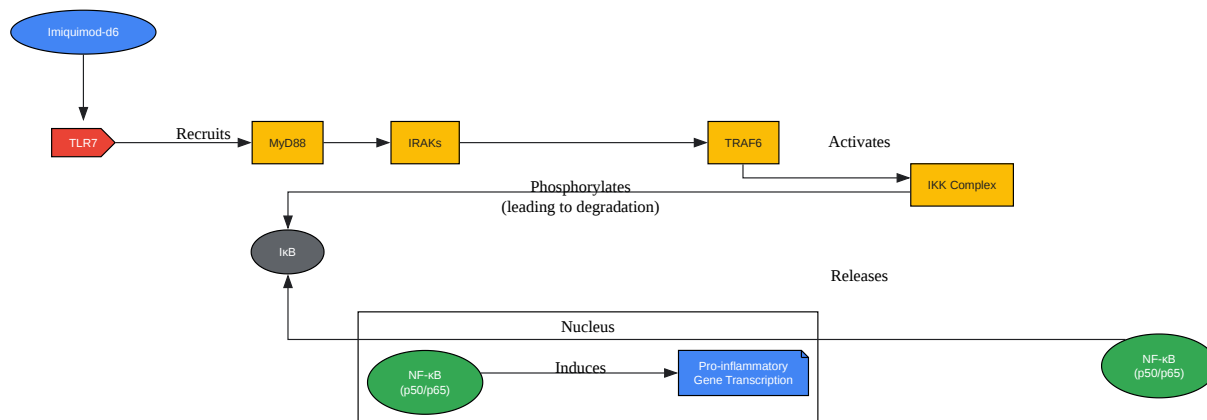 Imiquimod-d6
TLR7
Recruits
MyD88
IRAKs
TRAF6
Activates
IKK Complex
Phosphorylates
(leading to degradation)
IκB
Releases
Nucleus
NF-κB
(p50/p65)
Induces
Pro-inflammatory
Gene Transcription
NF-κB
(p50/p65)